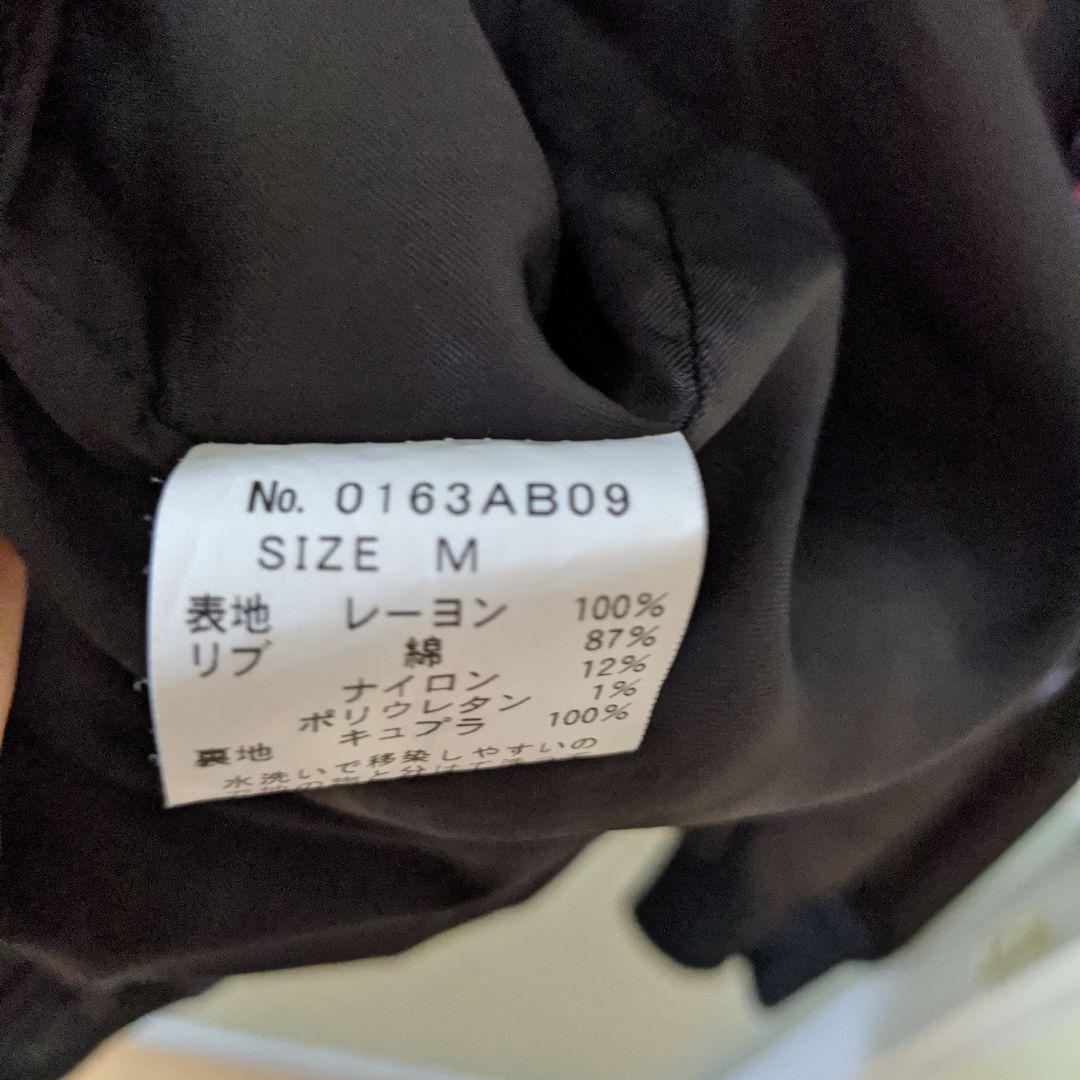 No. 0163AB09
SIZE M
表地 レーヨン 100%
リブ 綿 87%
ナイロン 12%
ポリウレタン 1%
裏地 キュプラ 100%
水洗いで移染しやすいの